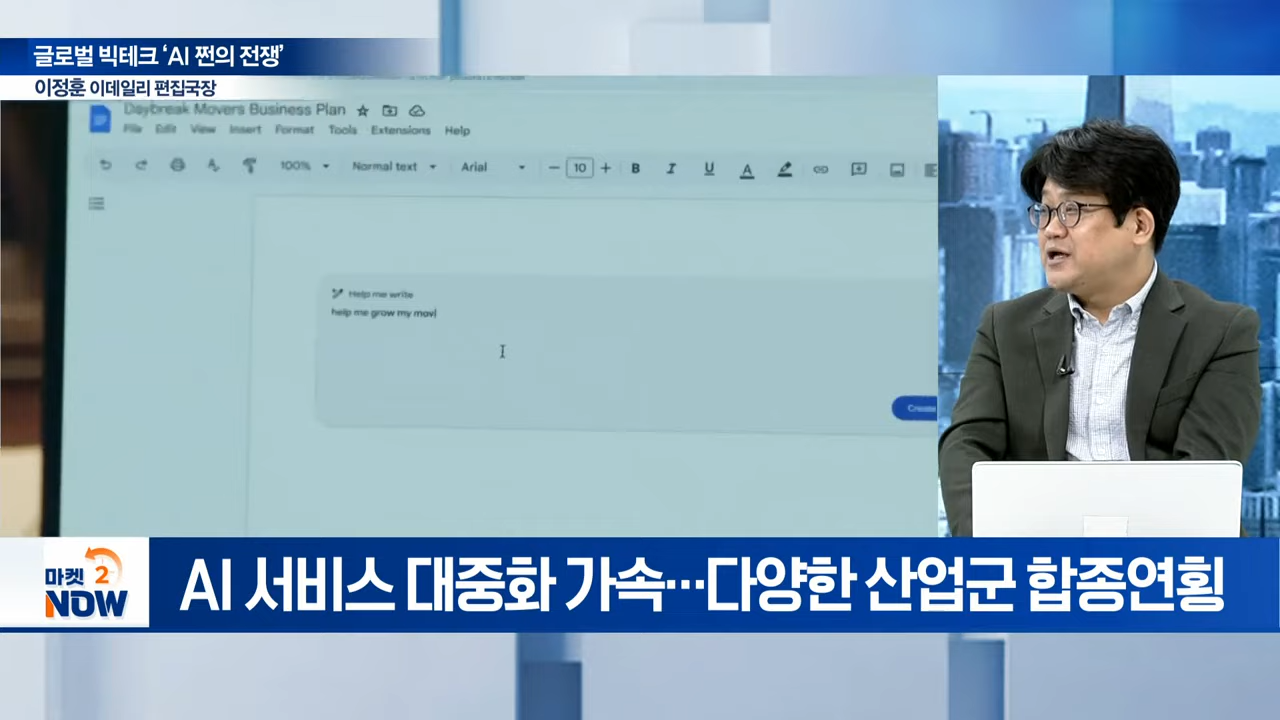 글로벌 빅테크 ‘AI 쩐의 전쟁’
이정훈 이데일리 편집국장
Daybreak Movers Business Plan
File Edit View Insert Format Tools Extensions Help
100% Normal text Arial 10 B I U A
Help me write
help me grow my mov
Create
마켓 2
NOW
AI 서비스 대중화 가속…다양한 산업군 합종연횡